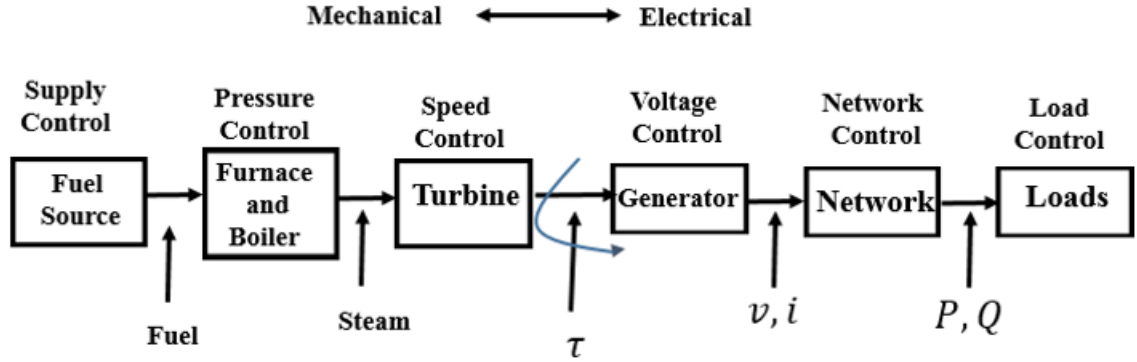 Mechanical Electrical
Supply
Control
Pressure
Control
Speed
Control
Voltage
Control
Network
Control
Load
Control
Fuel
Source
Furnace
and
Boiler
Turbine
Generator
Network
Loads
Fuel
Steam
τ
v, i
P, Q